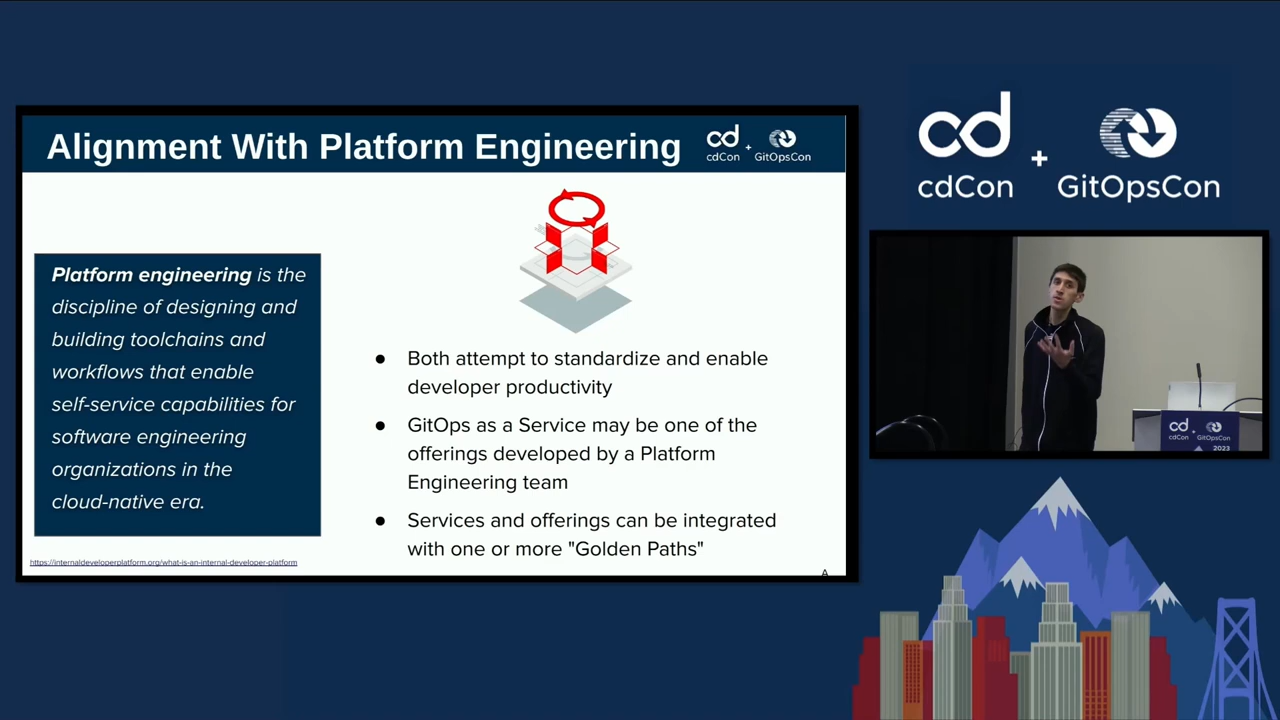 Alignment With Platform Engineering
cd
cdCon
+
GitOpsCon
Platform engineering is the
discipline of designing and
building toolchains and
workflows that enable
self-service capabilities for
software engineering
organizations in the
cloud-native era.
https://internaldeveloperplatform.org/what-is-an-internal-developer-platform
● Both attempt to standardize and enable
developer productivity
● GitOps as a Service may be one of the
offerings developed by a Platform
Engineering team
● Services and offerings can be integrated
with one or more "Golden Paths"
A
cd
cdCon
+
GitOpsCon
cd
cdCon
+
GitOpsCon
2023